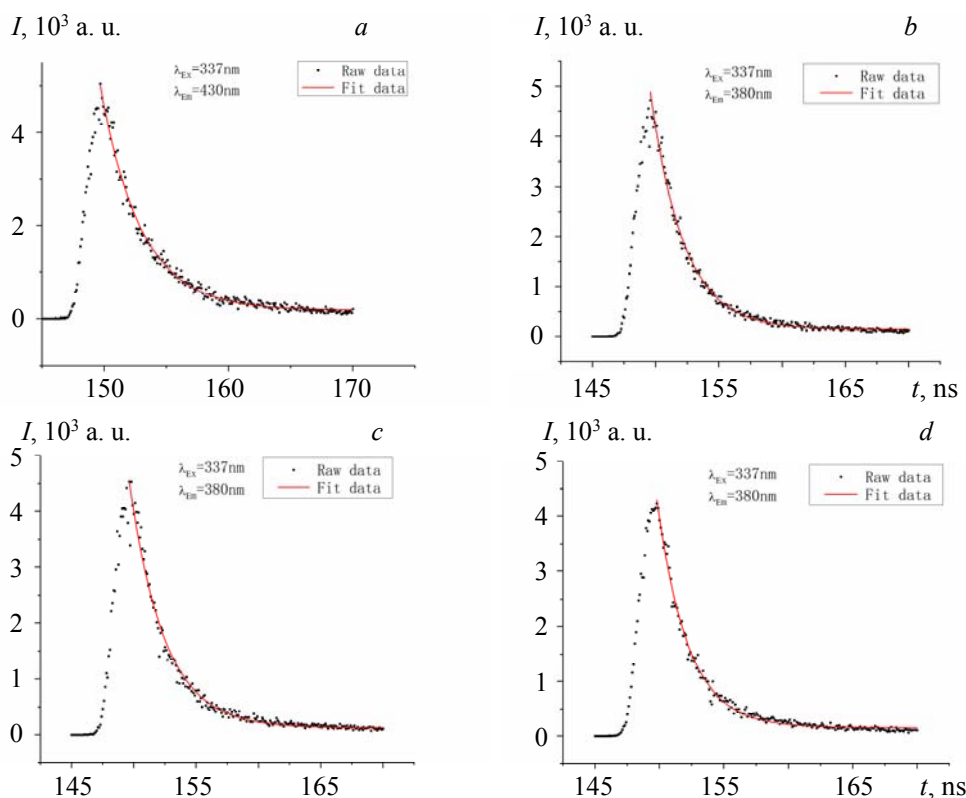 I, 10³ a. u. a
λEx=337nm
λEm=430nm
Raw data
Fit data
4
2
0
150 160 170
I, 10³ a. u. b
λEx=337nm
λEm=380nm
Raw data
Fit data
5
4
3
2
1
0
145 155 165 t, ns
I, 10³ a. u. c
λEx=337nm
λEm=380nm
Raw data
Fit data
5
4
3
2
1
0
145 155 165
I, 10³ a. u. d
λEx=337nm
λEm=380nm
Raw data
Fit data
5
4
3
2
1
0
145 155 165 t, ns